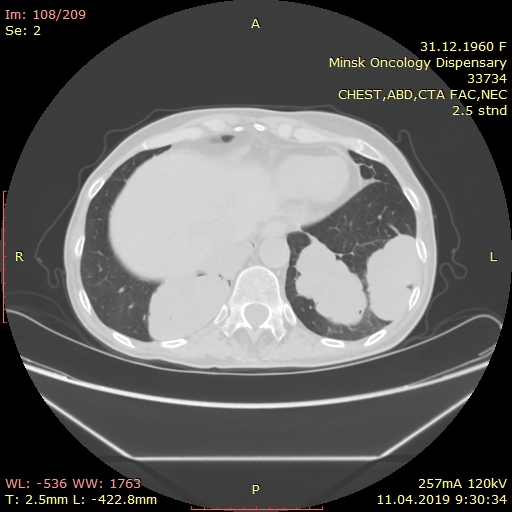 Im: 108/209
Se: 2
A
31.12.1960 F
Minsk Oncology Dispensary
33734
CHEST,ABD,CTA FAC,NEC
2.5 stnd
R
L
WL: -536 WW: 1763
T: 2.5mm L: -422.8mm
P
257mA 120kV
11.04.2019 9:30:34